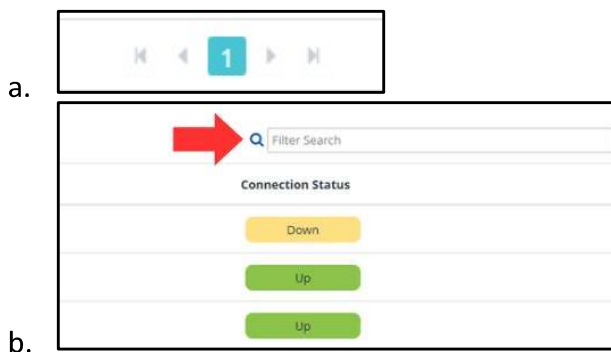 1
a.
Filter Search
Connection Status
Down
Up
Up
b.